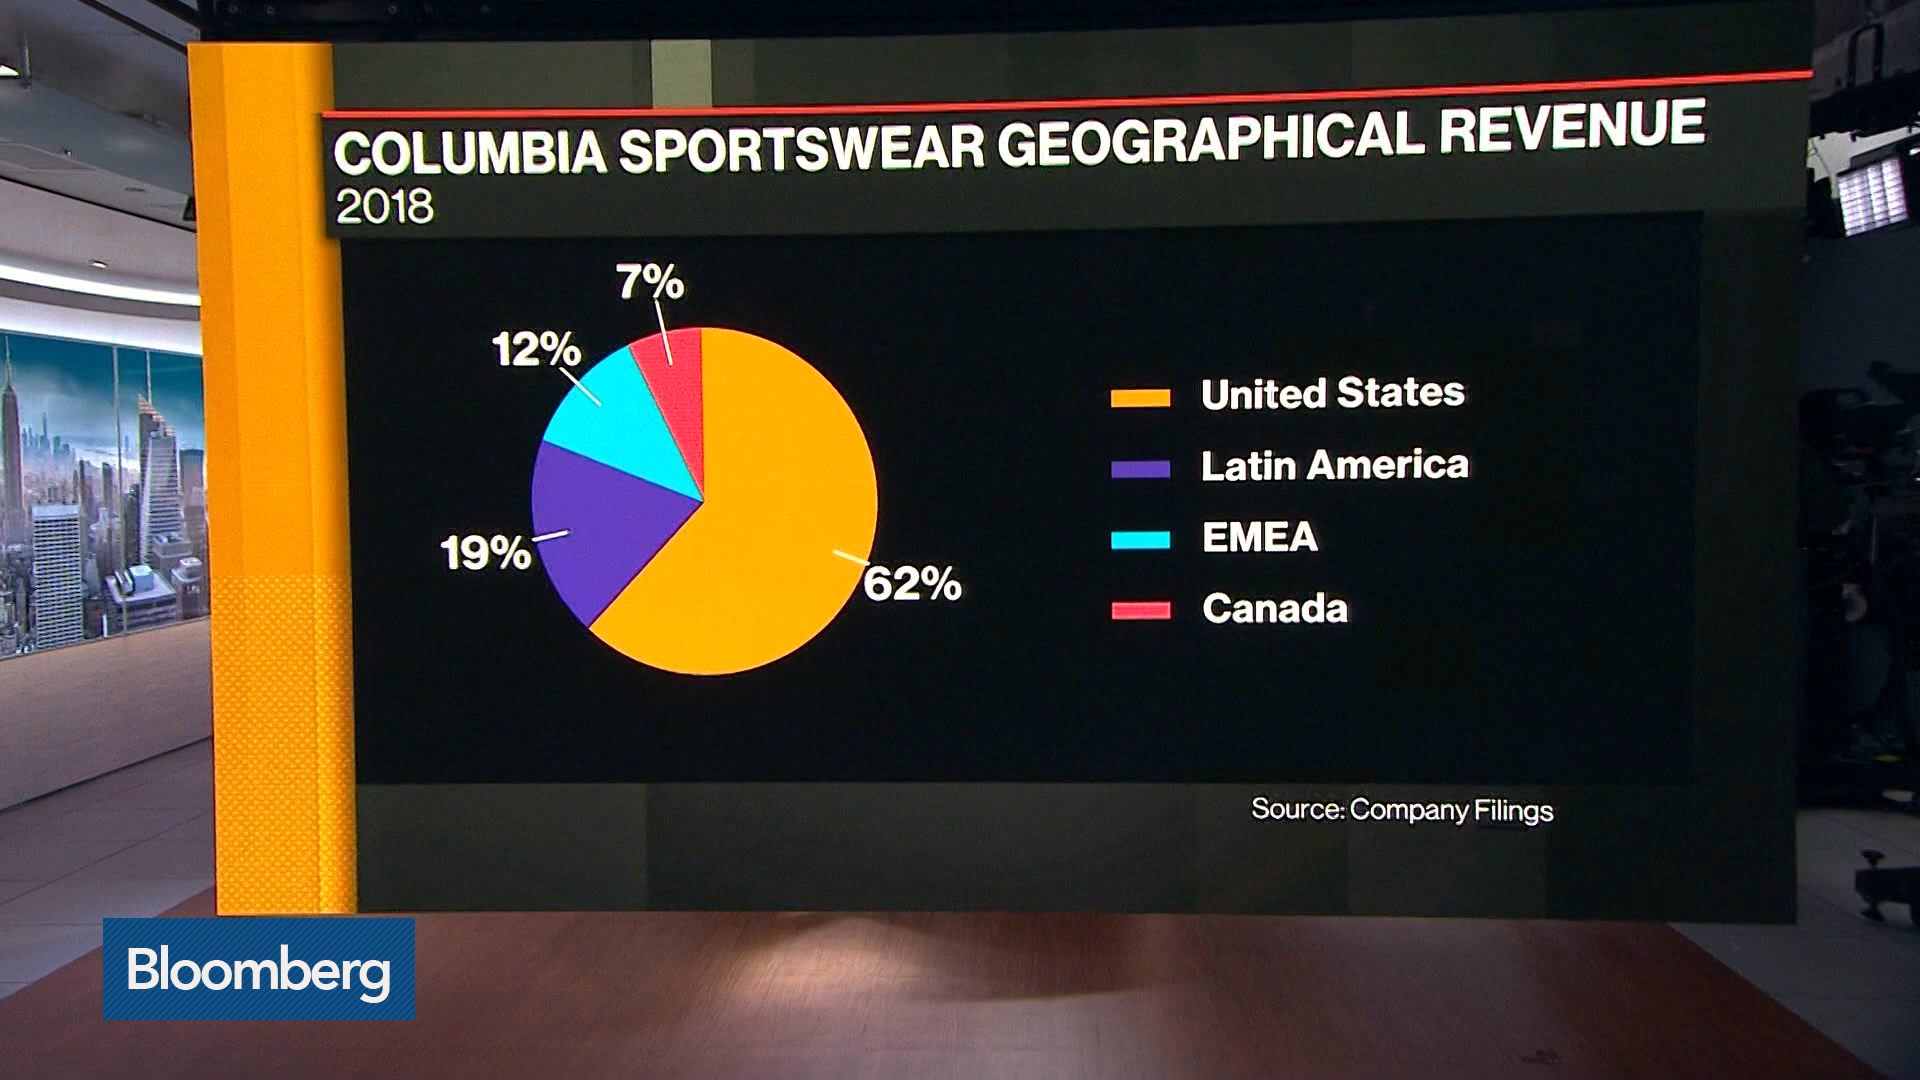 COLUMBIA SPORTSWEAR GEOGRAPHICAL REVENUE
2018
7%
12%
19%
62%
United States
Latin America
EMEA
Canada
Source: Company Filings
Bloomberg